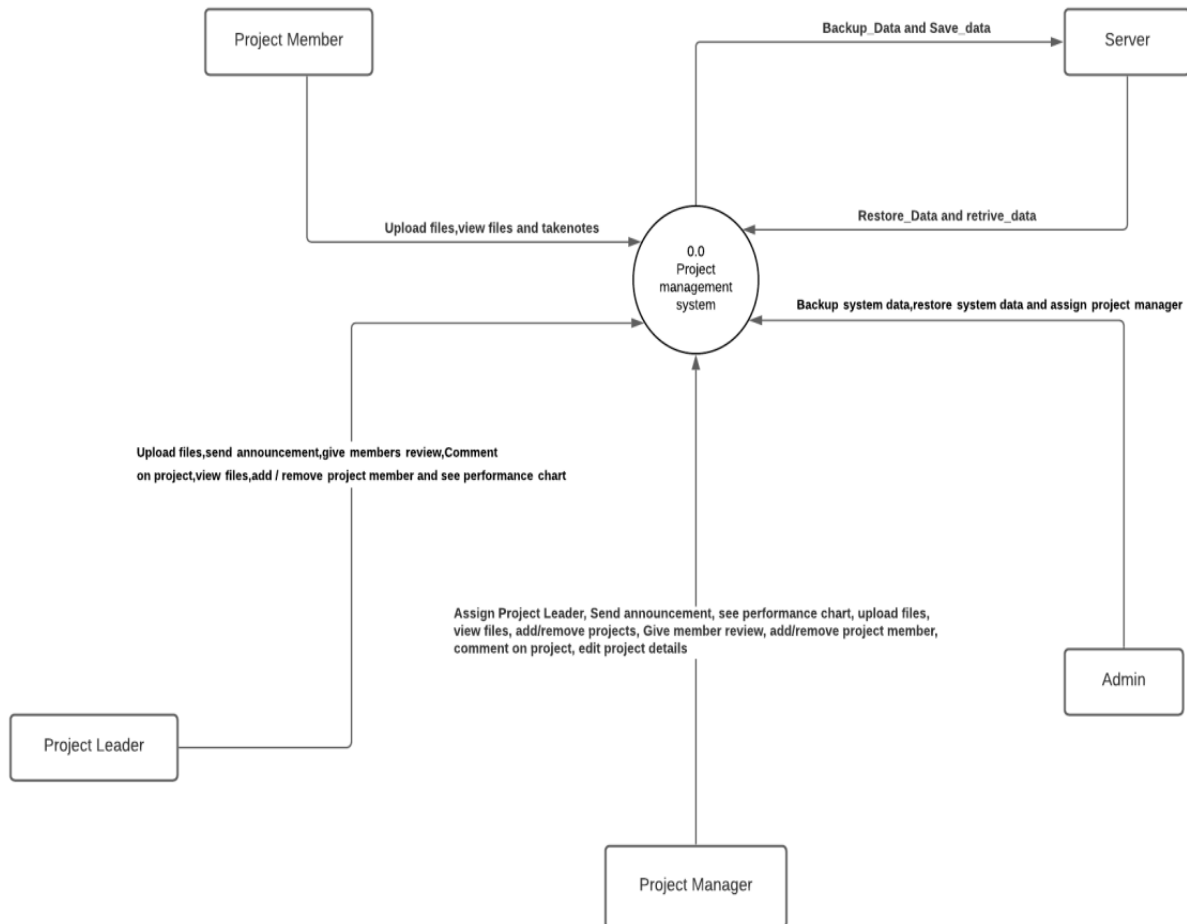 Project Member
Backup_Data and Save_data
Server
Upload files,view files and takenotes
Restore_Data and retrive_data
0.0
Project
management
system
Backup system data,restore system data and assign project manager
Upload files,send announcement,give members review,Comment
on project,view files,add / remove project member and see performance chart
Assign Project Leader, Send announcement, see performance chart, upload files,
view files, add/remove projects, Give member review, add/remove project member,
comment on project, edit project details
Admin
Project Leader
Project Manager